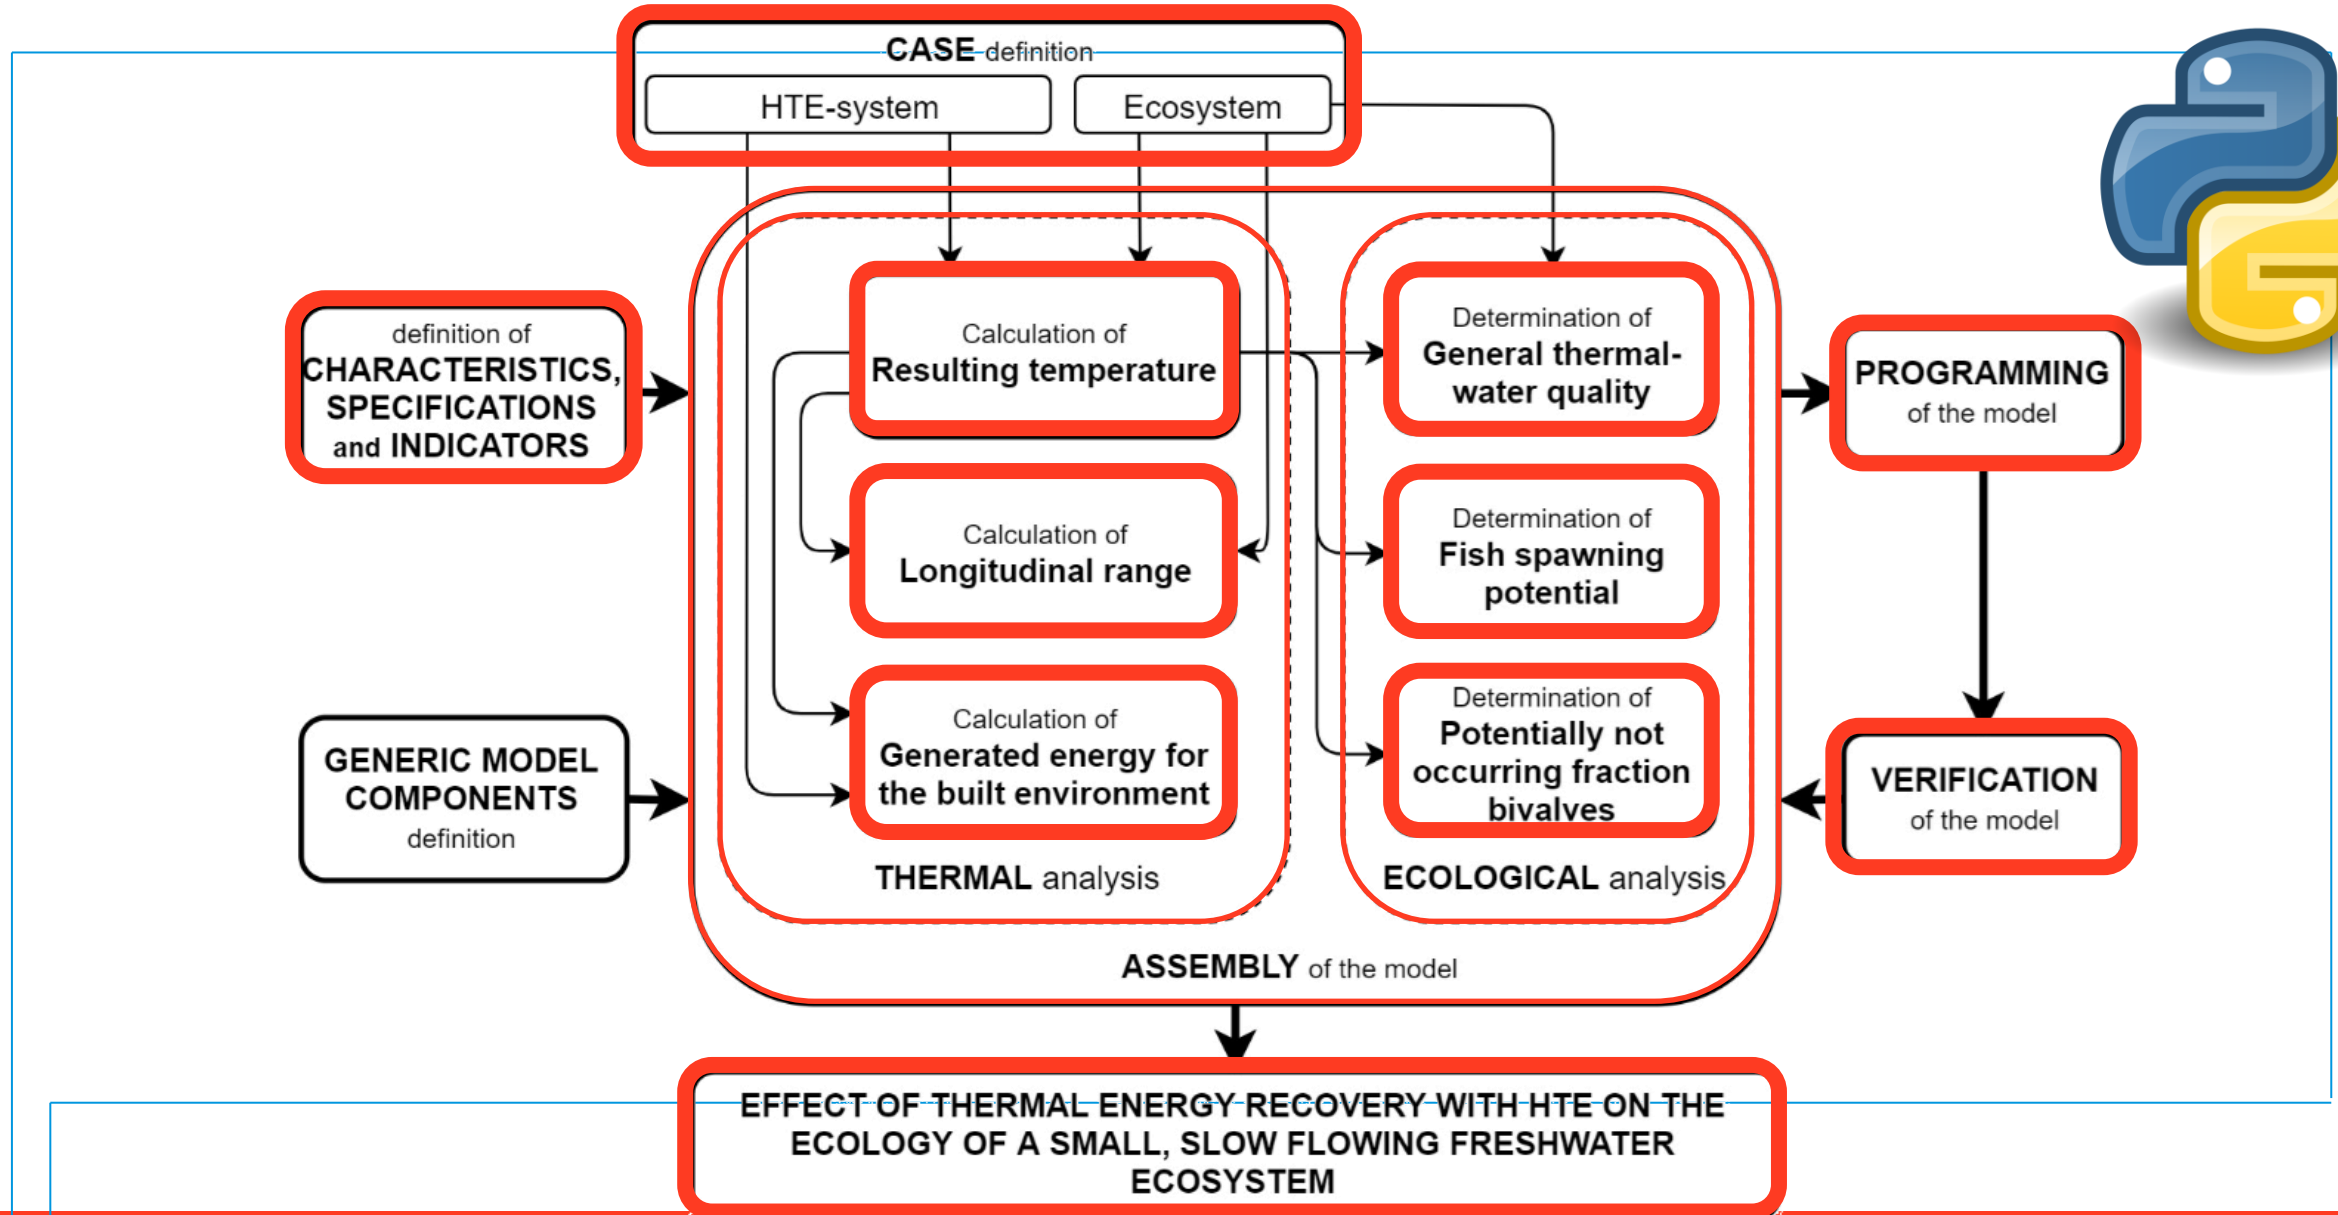 CASE definition
HTE-system
Ecosystem
definition of
CHARACTERISTICS,
SPECIFICATIONS
and INDICATORS
GENERIC MODEL
COMPONENTS
definition
Calculation of
Resulting temperature
Calculation of
Longitudinal range
Calculation of
Generated energy for
the built environment
THERMAL analysis
Determination of
General thermal-
water quality
Determination of
Fish spawning
potential
Determination of
Potentially not
occurring fraction
bivalves
ECOLOGICAL analysis
ASSEMBLY of the model
PROGRAMMING
of the model
VERIFICATION
of the model
EFFECT OF THERMAL ENERGY RECOVERY WITH HTE ON THE
ECOLOGY OF A SMALL, SLOW FLOWING FRESHWATER
ECOSYSTEM